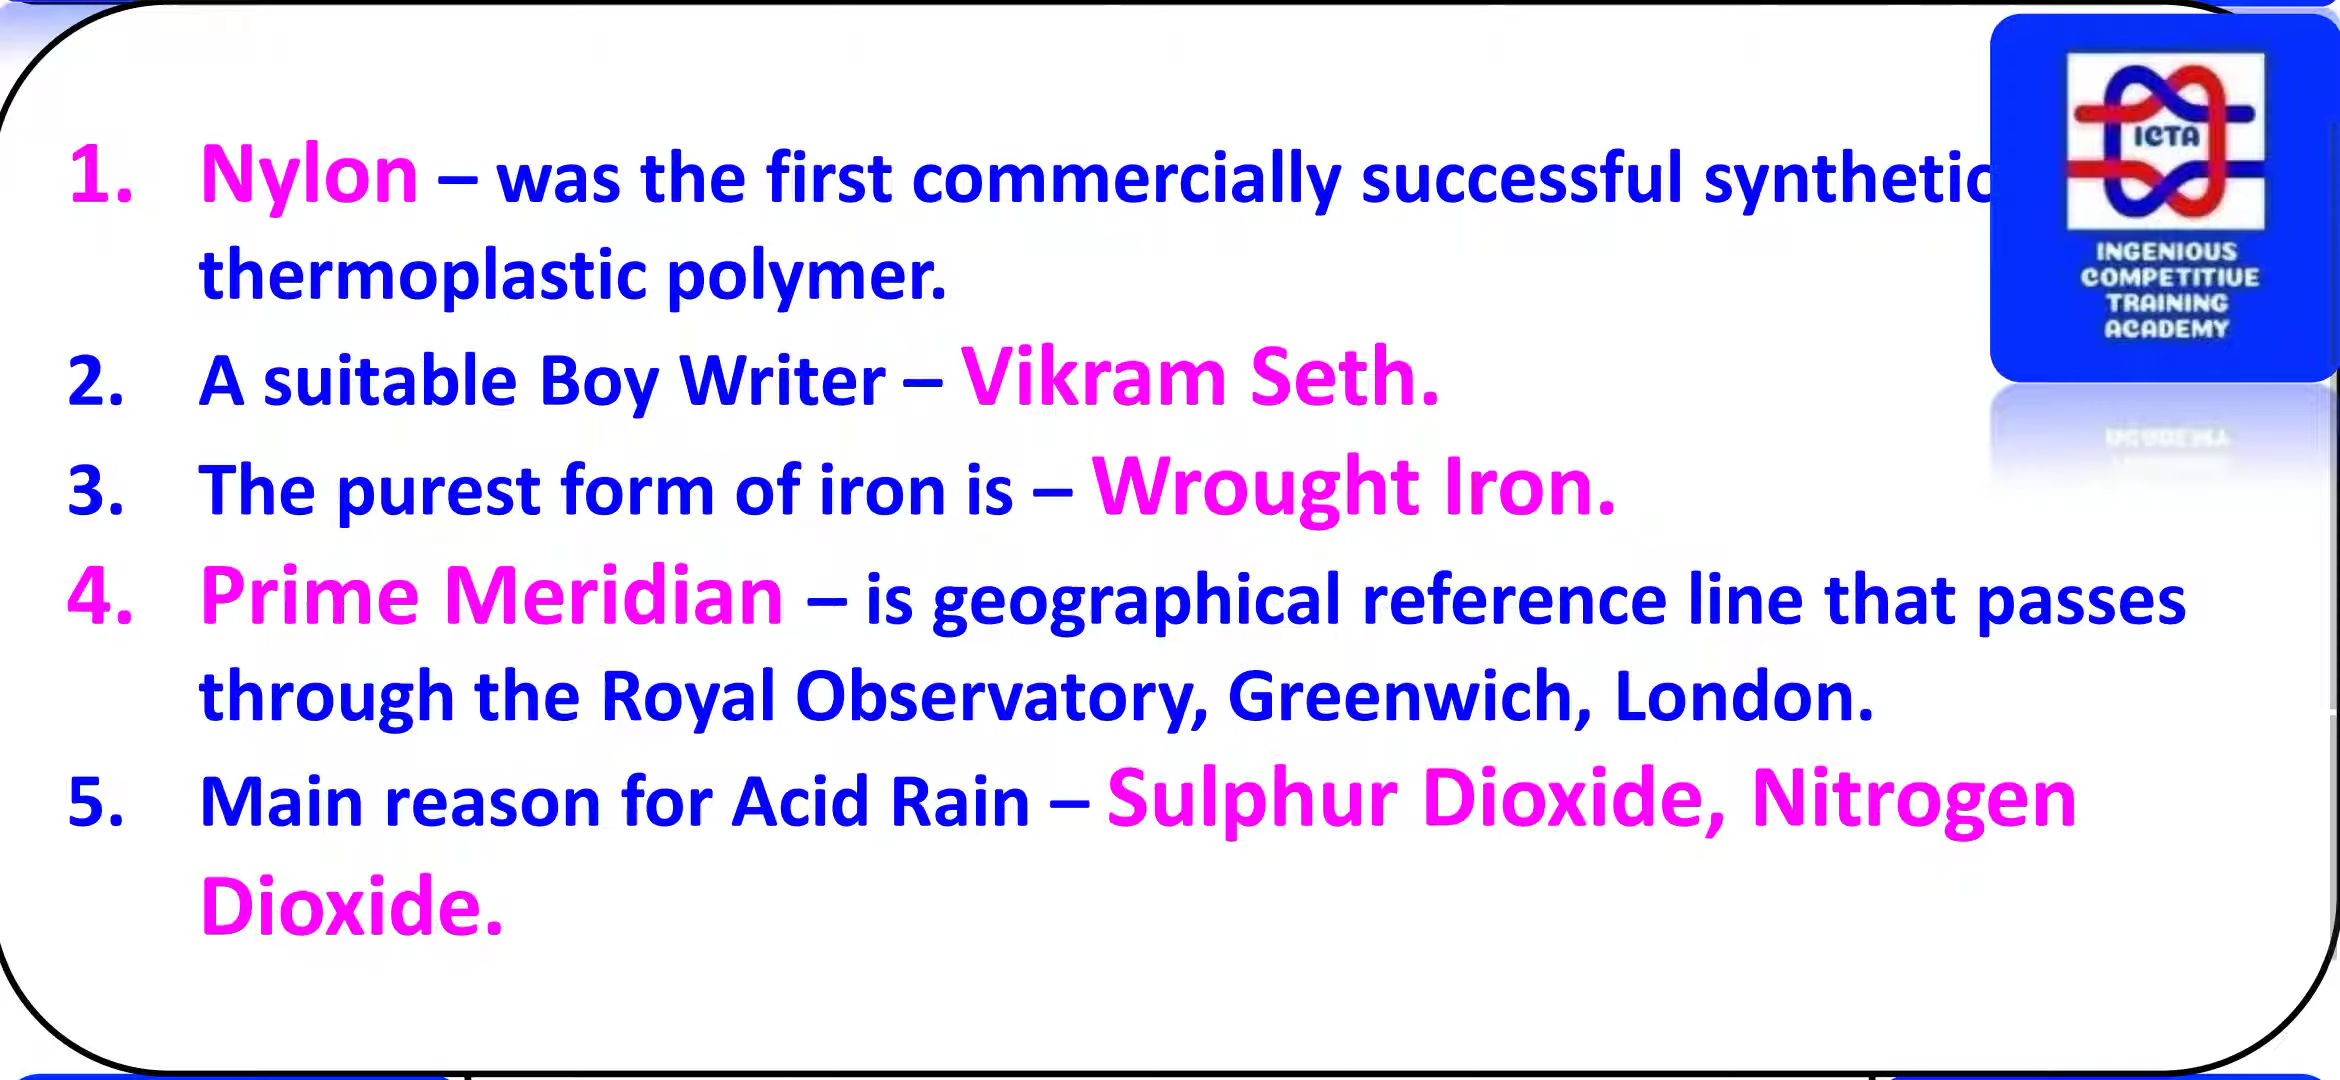 1. Nylon – was the first commercially successful synthetic
thermoplastic polymer.
2. A suitable Boy Writer – Vikram Seth.
3. The purest form of iron is – Wrought Iron.
4. Prime Meridian – is geographical reference line that passes
through the Royal Observatory, Greenwich, London.
5. Main reason for Acid Rain – Sulphur Dioxide, Nitrogen
Dioxide.
ICTA
INGENIOUS
COMPETITIUE
TRAINING
ACADEMY